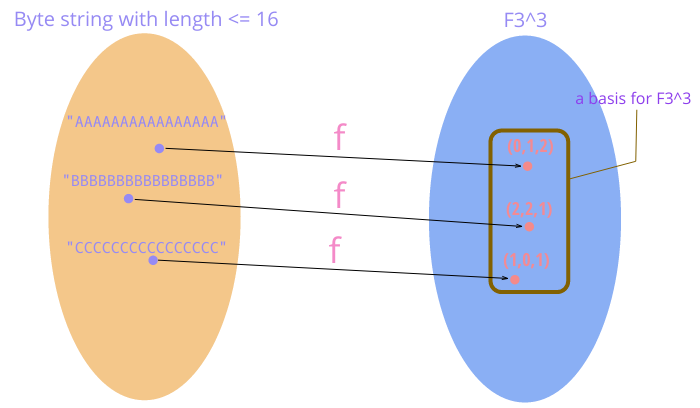 Byte string with length <= 16
F3^3
a basis for F3^3
"AAAAAAAAAAAAAAAA"
f
(0,1,2)
"BBBBBBBBBBBBBBBB"
f
(2,2,1)
"CCCCCCCCCCCCCCCC"
f
(1,0,1)